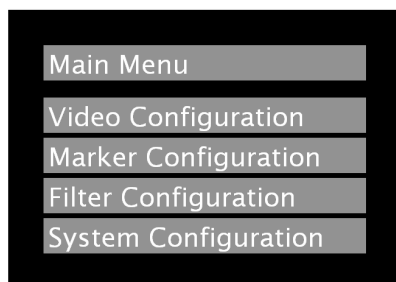 Main Menu
Video Configuration
Marker Configuration
Filter Configuration
System Configuration